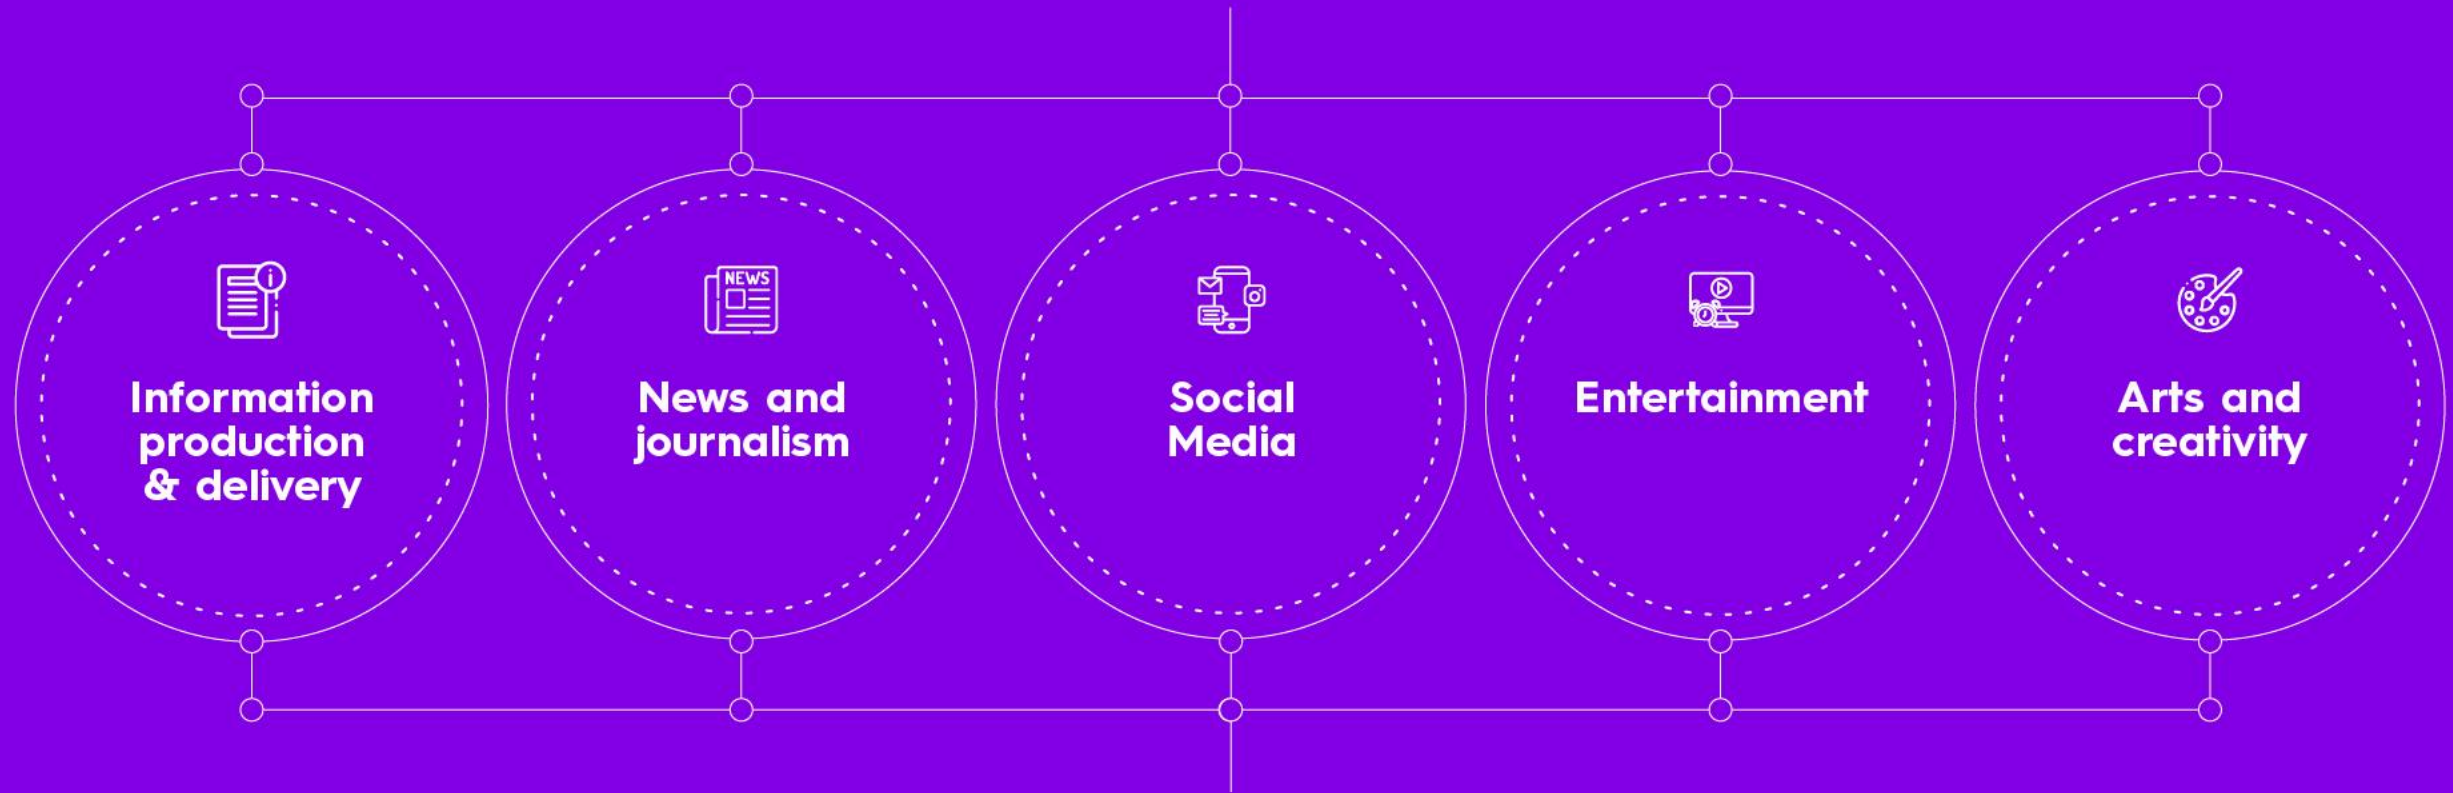 NEWS
Information
production
& delivery
News and
journalism
Social
Media
Entertainment
Arts and
creativity